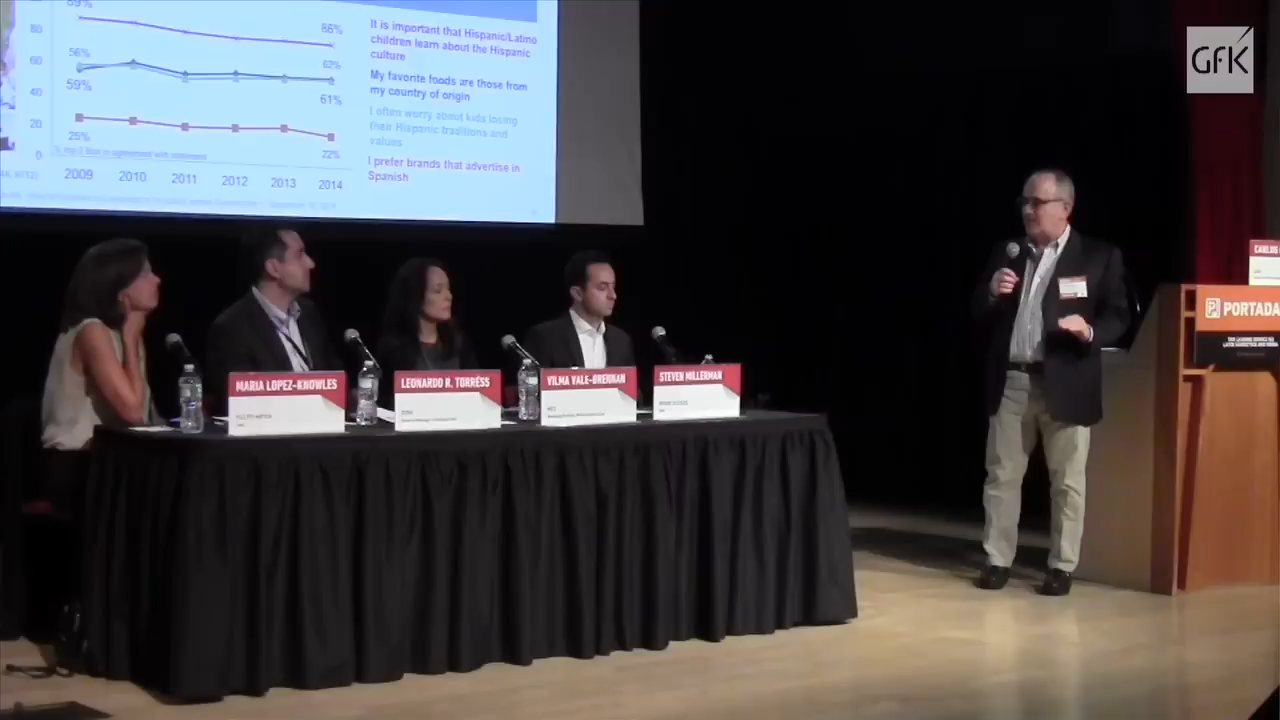 89%
86%
80
56%
62%
60
59%
61%
40
20
25%
22%
0
2009 2010 2011 2012 2013 2014
It is important that Hispanic/Latino
children learn about the Hispanic
culture
My favorite foods are those from
my country of origin
I often worry about kids losing
their Hispanic traditions and
values
I prefer brands that advertise in
Spanish
GfK
MARIA LOPEZ-KNOWLES
LEONARDO R. TORRÉSS
VILMA VALE-BRENNAN
STEVEN MILLERMAN
CARLOS
PORTADA